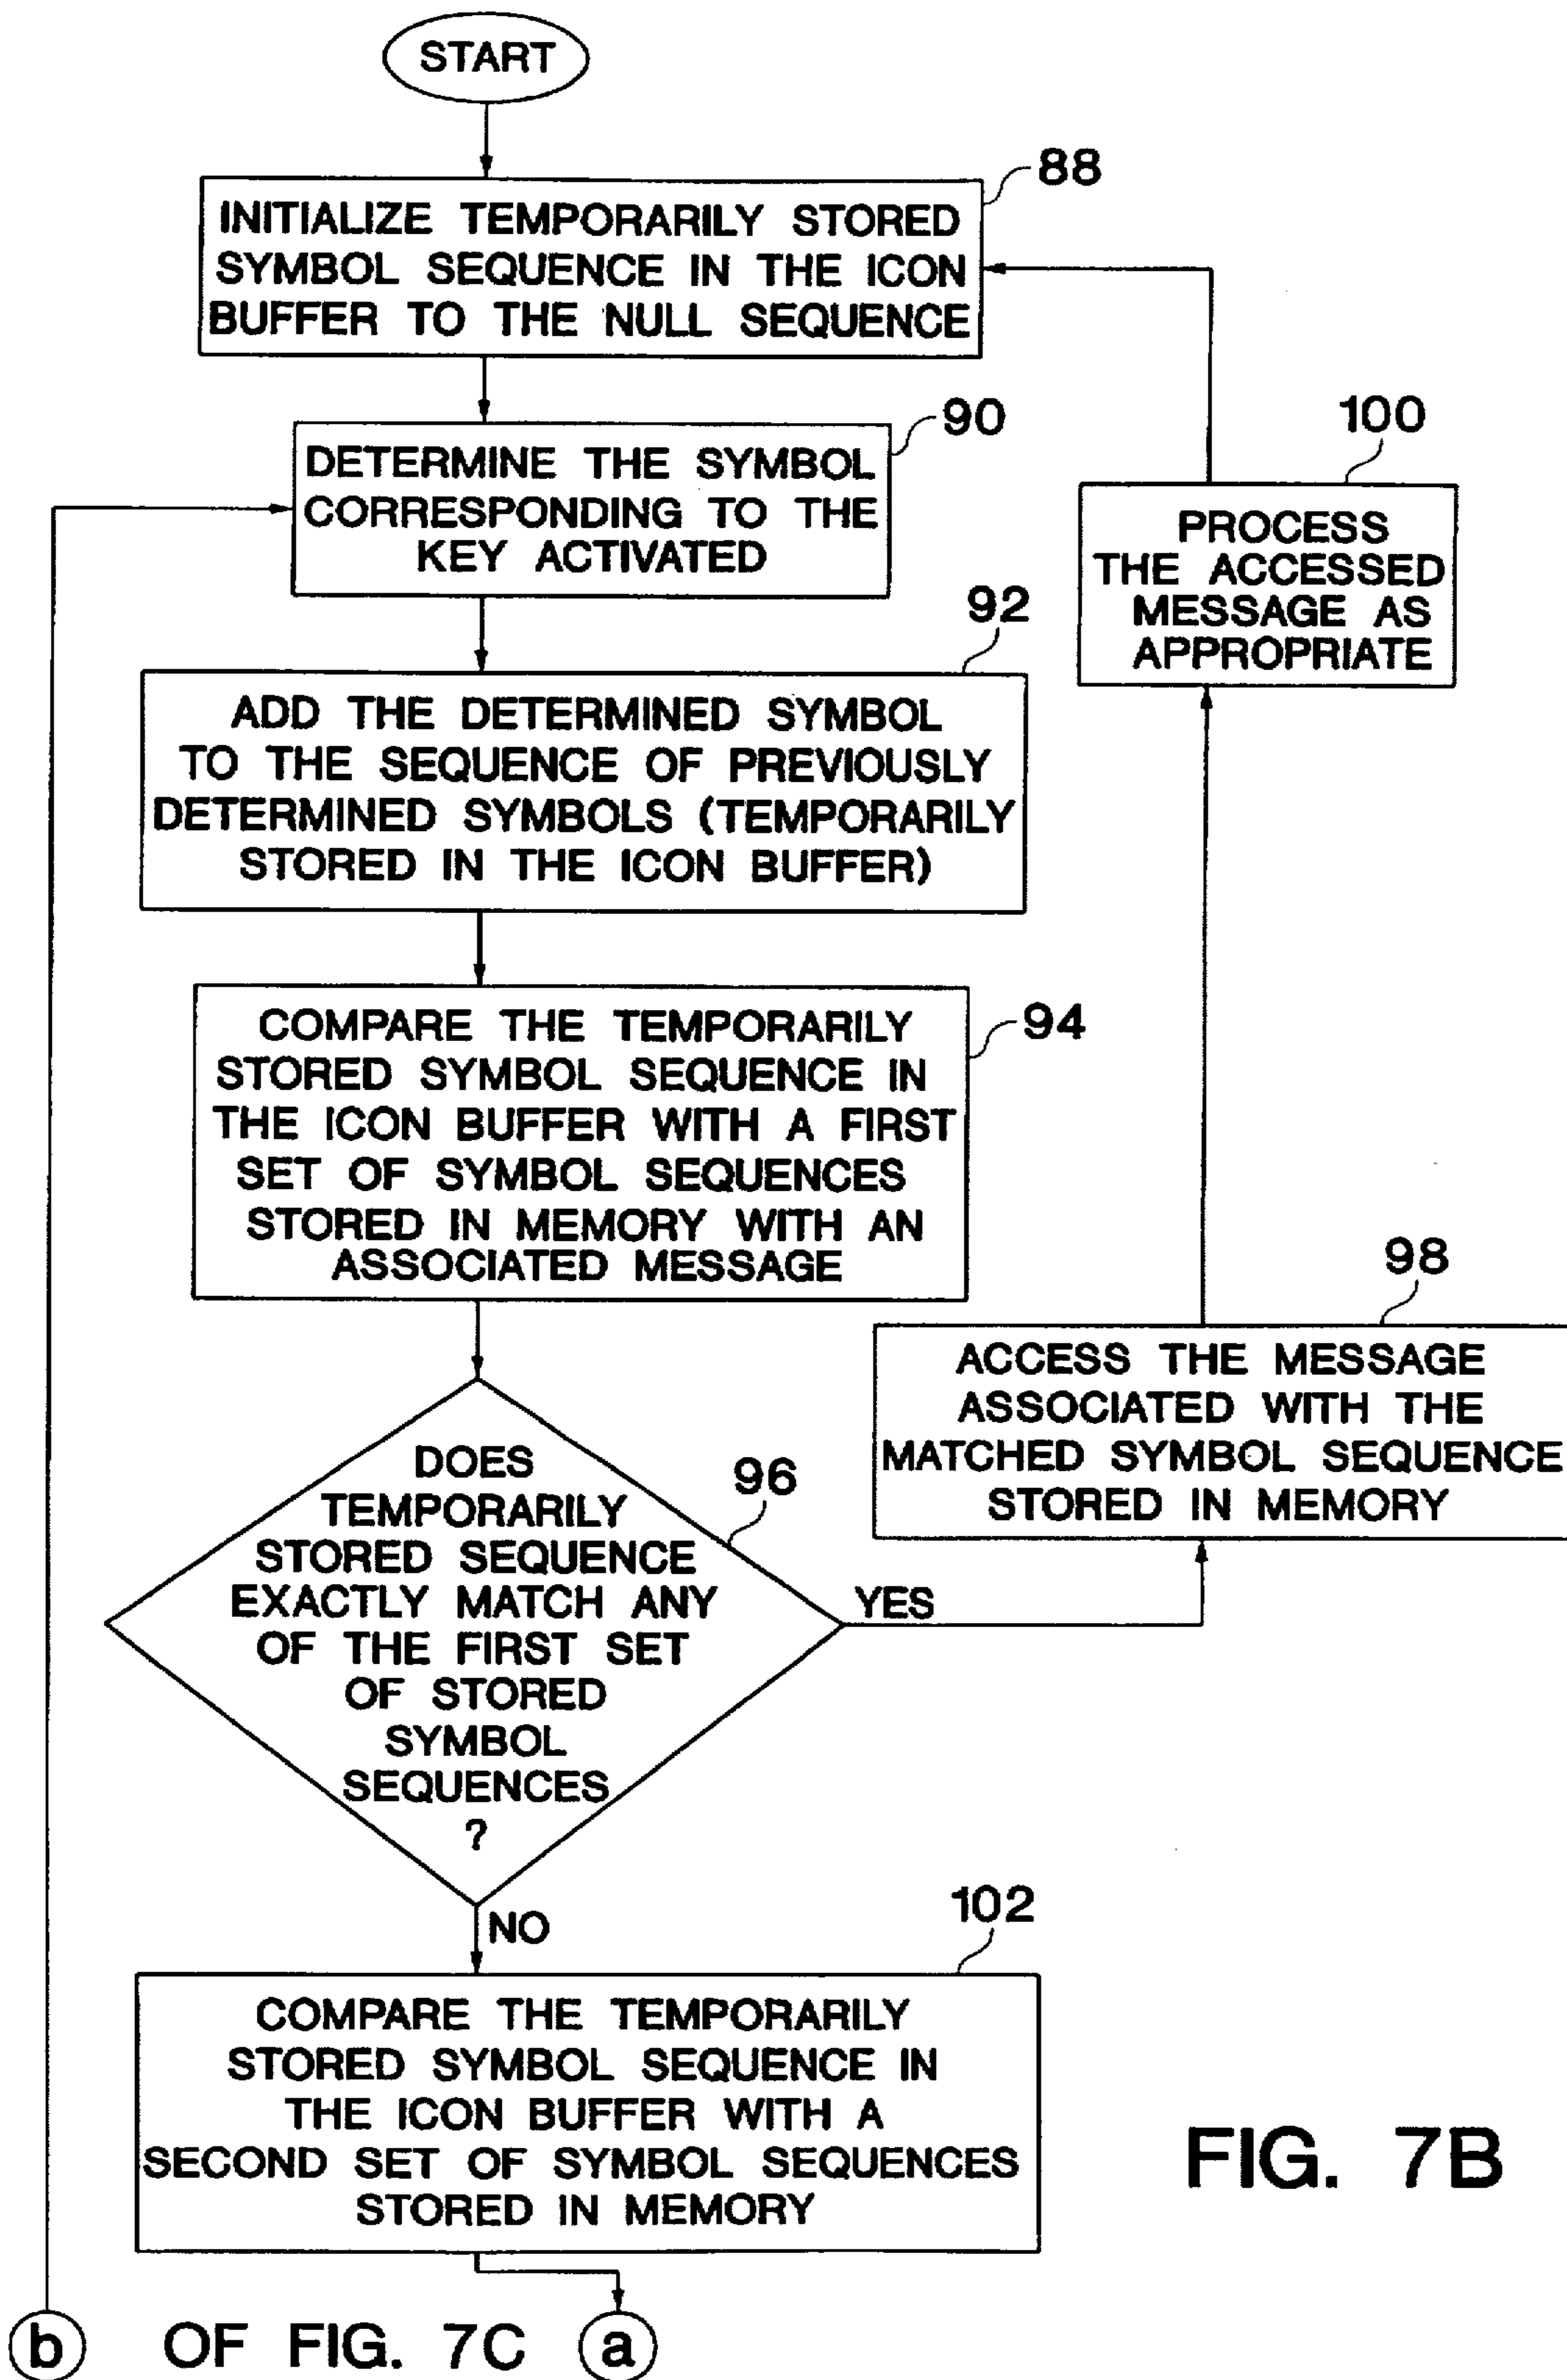 START
88
INITIALIZE TEMPORARILY STORED
SYMBOL SEQUENCE IN THE ICON
BUFFER TO THE NULL SEQUENCE
90
DETERMINE THE SYMBOL
CORRESPONDING TO THE
KEY ACTIVATED
100
PROCESS
THE ACCESSED
MESSAGE AS
APPROPRIATE
92
ADD THE DETERMINED SYMBOL
TO THE SEQUENCE OF PREVIOUSLY
DETERMINED SYMBOLS (TEMPORARILY
STORED IN THE ICON BUFFER)
94
COMPARE THE TEMPORARILY
STORED SYMBOL SEQUENCE IN
THE ICON BUFFER WITH A FIRST
SET OF SYMBOL SEQUENCES
STORED IN MEMORY WITH AN
ASSOCIATED MESSAGE
98
ACCESS THE MESSAGE
ASSOCIATED WITH THE
MATCHED SYMBOL SEQUENCE
STORED IN MEMORY
96
DOES
TEMPORARILY
STORED SEQUENCE
EXACTLY MATCH ANY
OF THE FIRST SET
OF STORED
SYMBOL
SEQUENCES
?
YES
NO
102
COMPARE THE TEMPORARILY
STORED SYMBOL SEQUENCE IN
THE ICON BUFFER WITH A
SECOND SET OF SYMBOL SEQUENCES
STORED IN MEMORY
FIG. 7B
b OF FIG. 7C a